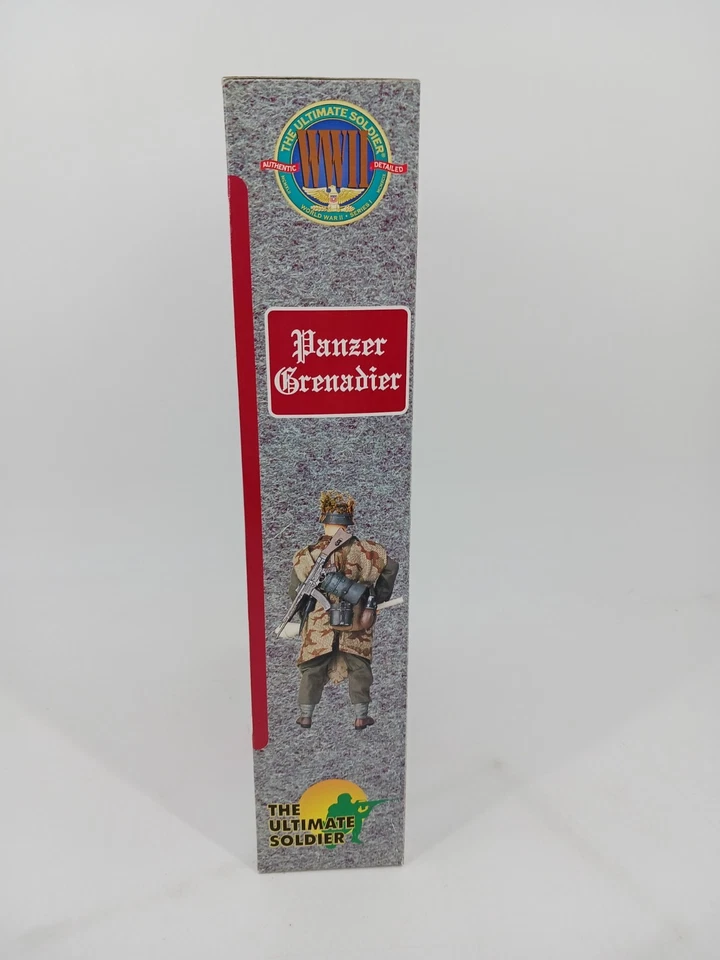 THE ULTIMATE SOLDIER®
WWII
AUTHENTIC
DETAILED
WORLD WAR II • SERIES I
Panzer
Grenadier
THE
ULTIMATE
SOLDIER